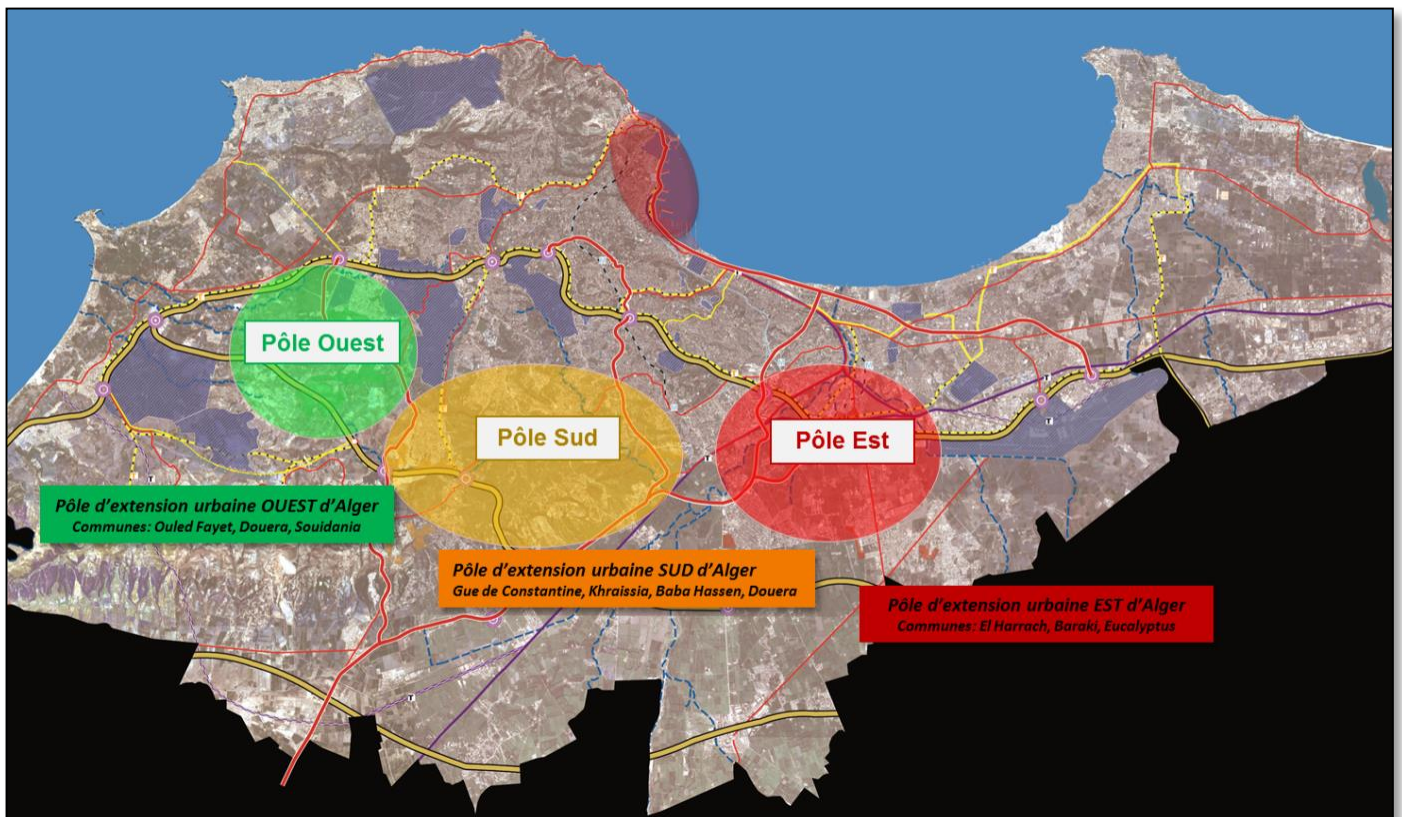 Pôle Ouest
Pôle Sud
Pôle Est
Pôle d'extension urbaine OUEST d'Alger
Communes: Ouled Fayet, Douera, Souidania
Pôle d'extension urbaine SUD d'Alger
Gue de Constantine, Khraissia, Baba Hassen, Douera
Pôle d'extension urbaine EST d'Alger
Communes: El Harrach, Baraki, Eucalyptus
T
T
T
T